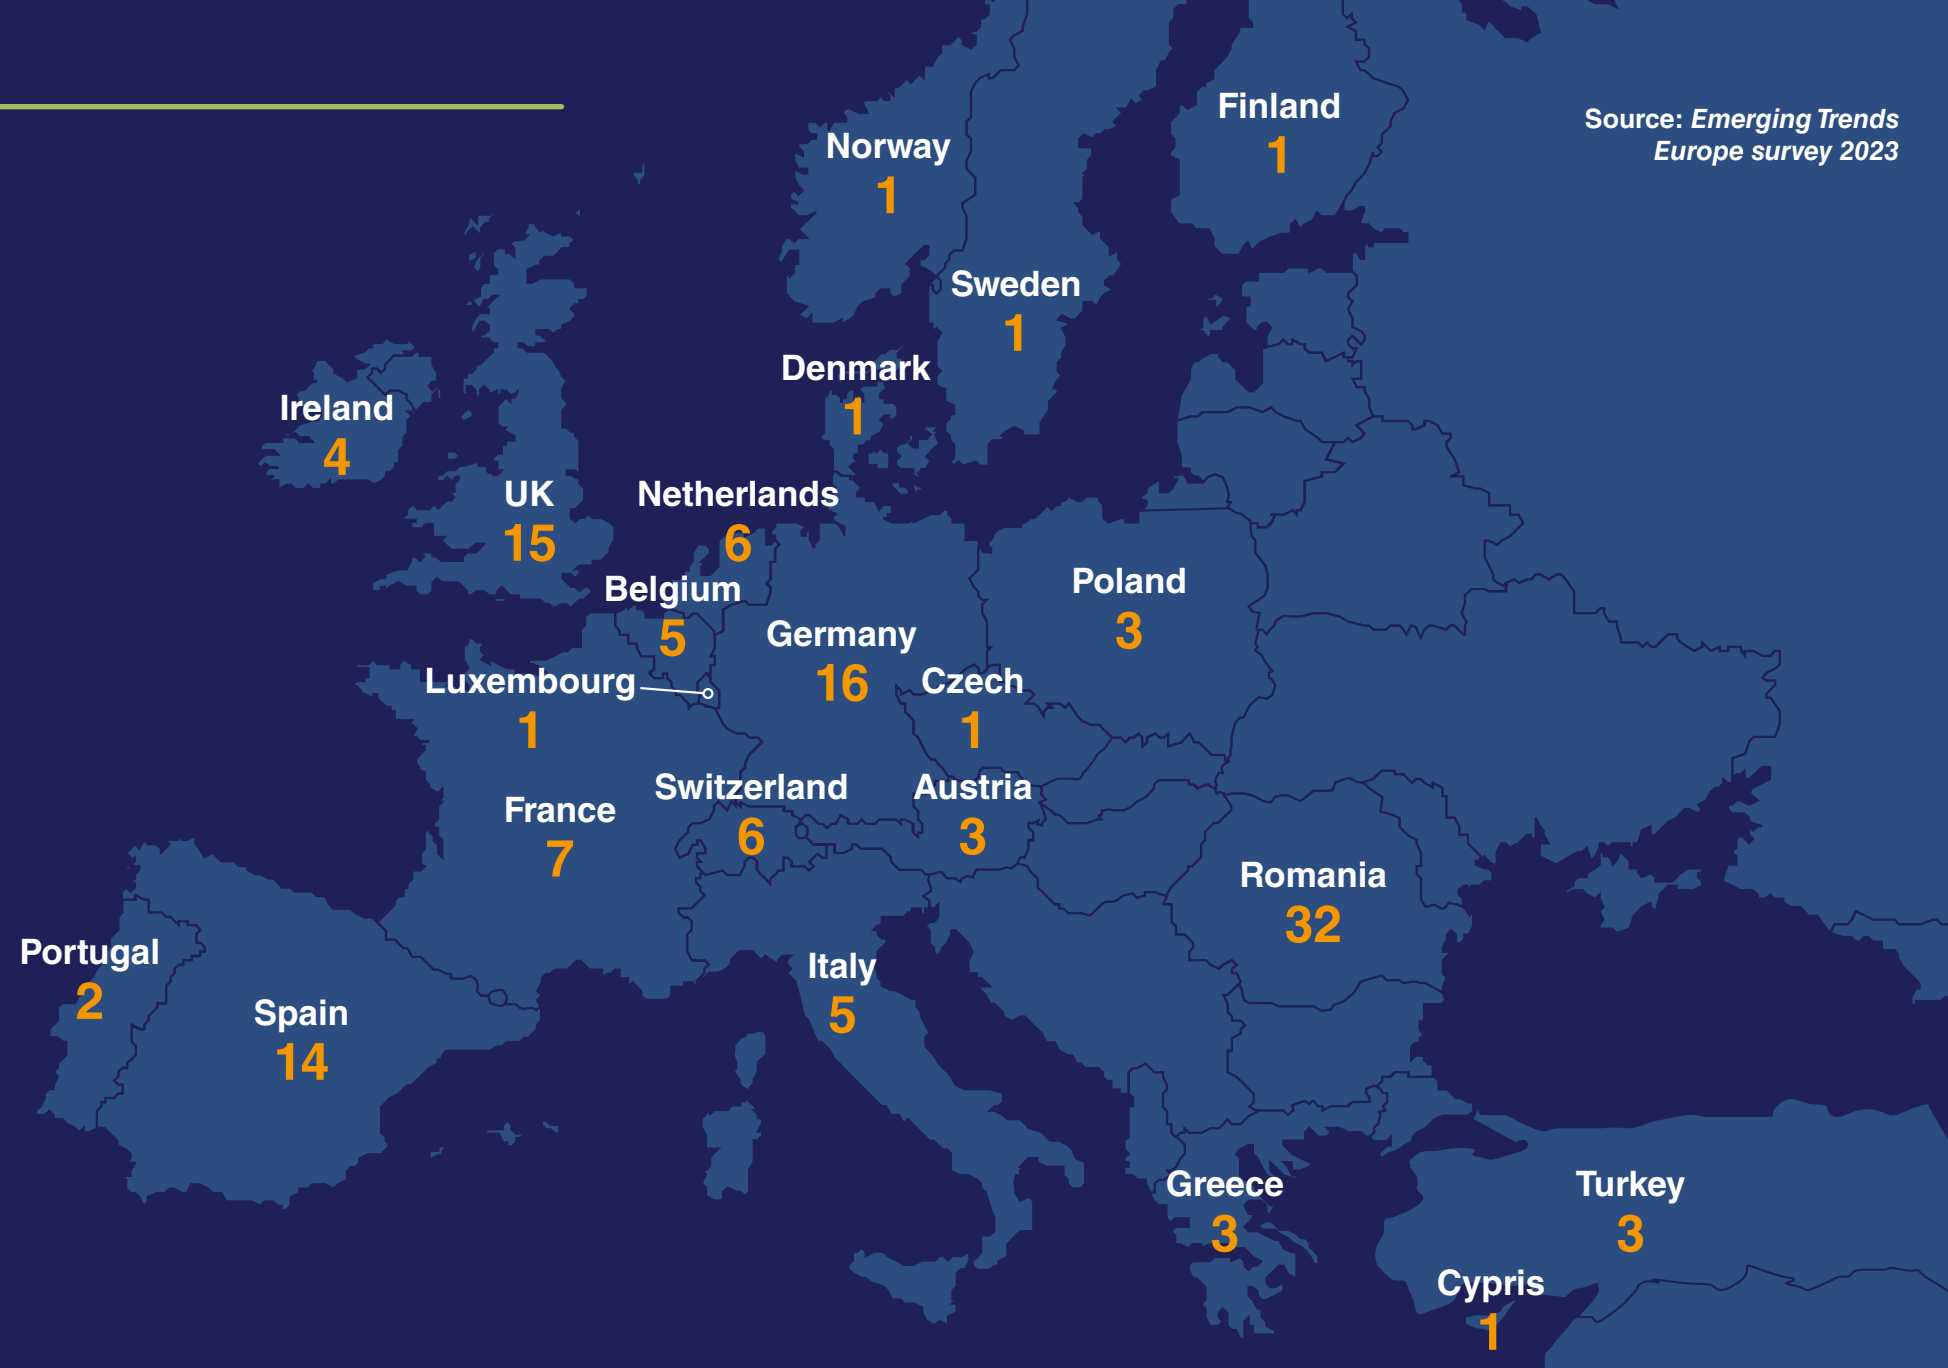 Finland
1
Source: Emerging Trends
Europe survey 2023
Norway
1
Sweden
1
Denmark
1
Ireland
4
UK
15
Netherlands
6
Belgium
5
Poland
3
Germany
16
Luxembourg
1
Czech
1
Switzerland
6
Austria
3
France
7
Romania
32
Portugal
2
Italy
5
Spain
14
Greece
3
Turkey
3
Cypris
1